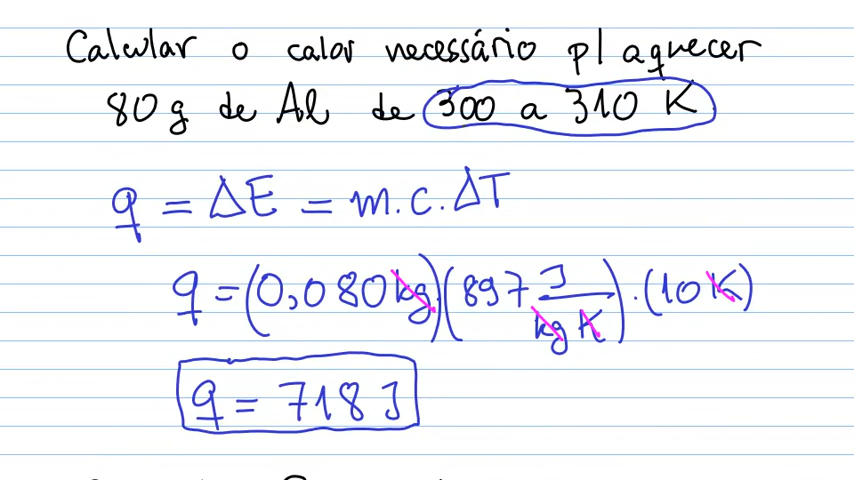 Calcular o calor necessário p/ aquecer
80 g de Al de 300 a 310 K
q = ΔE = m.c.ΔT
q = (0,080 kg)(897 J/kg K).(10 K)
q = 718 J